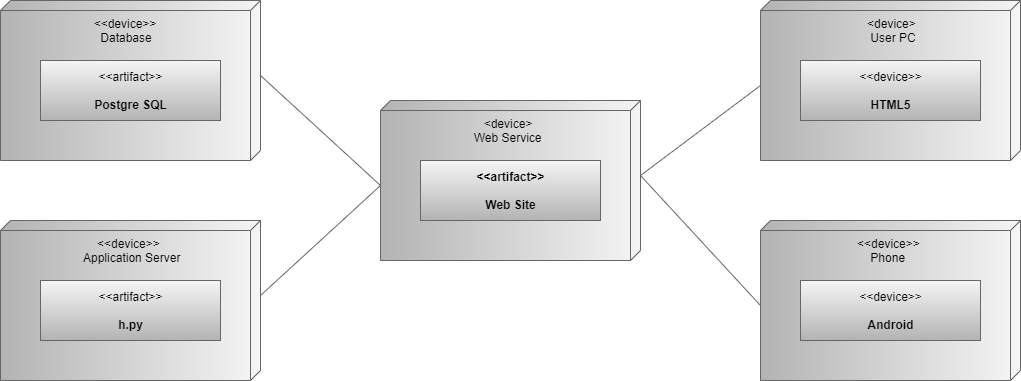 <<device>>
Database
<<artifact>>
Postgre SQL
<<device>>
Application Server
<<artifact>>
h.py
<device>
Web Service
<<artifact>>
Web Site
<device>
User PC
<<device>>
HTML5
<<device>>
Phone
<<device>>
Android